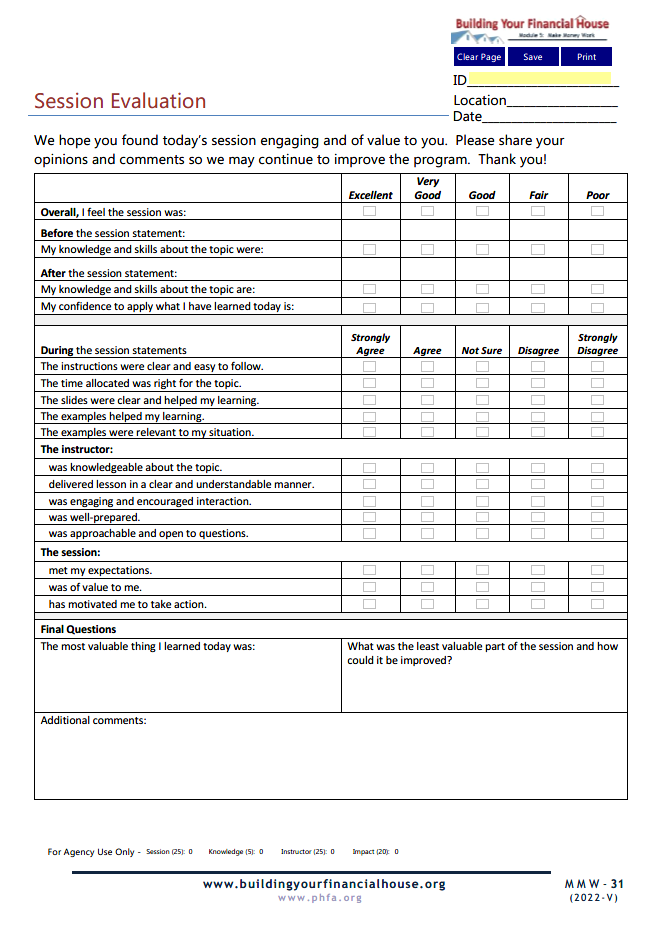 Building Your Financial House
Module 5: Make Money Work
Clear Page Save Print
ID
Session Evaluation
Location
Date
We hope you found today's session engaging and of value to you. Please share your
opinions and comments so we may continue to improve the program. Thank you!
Excellent Very Good Good Fair Poor
Overall, I feel the session was:
Before the session statement:
My knowledge and skills about the topic were:
After the session statement:
My knowledge and skills about the topic are:
My confidence to apply what I have learned today is:
During the session statements Strongly Agree Agree Not Sure Disagree Strongly Disagree
The instructions were clear and easy to follow.
The time allocated was right for the topic.
The slides were clear and helped my learning.
The examples helped my learning.
The examples were relevant to my situation.
The instructor:
was knowledgeable about the topic.
delivered lesson in a clear and understandable manner.
was engaging and encouraged interaction.
was well-prepared.
was approachable and open to questions.
The session:
met my expectations.
was of value to me.
has motivated me to take action.
Final Questions
The most valuable thing I learned today was:
What was the least valuable part of the session and how
could it be improved?
Additional comments:
For Agency Use Only - Session (25): 0 Knowledge (5): 0 Instructor (25): 0 Impact (20): 0
www.buildingyourfinancialhouse.org MMW - 31
www.phfa.org (2022-V)